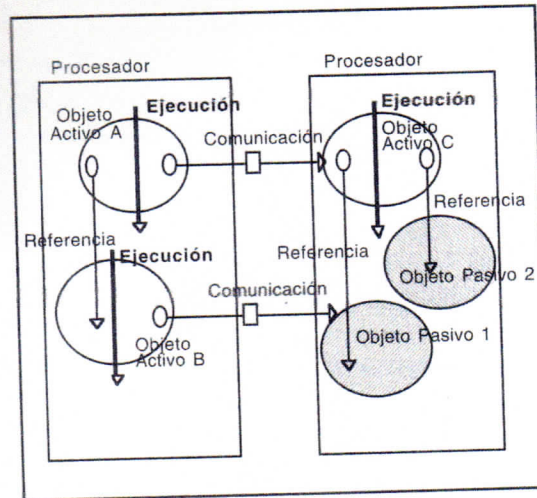 Procesador
Procesador
Objeto
Activo A
Ejecución
Comunicación
Ejecución
Objeto
Activo C
Referencia
Referencia
Ejecución
Referencia
Objeto Pasivo 2
Comunicación
Objeto
Activo B
Objeto Pasivo 1